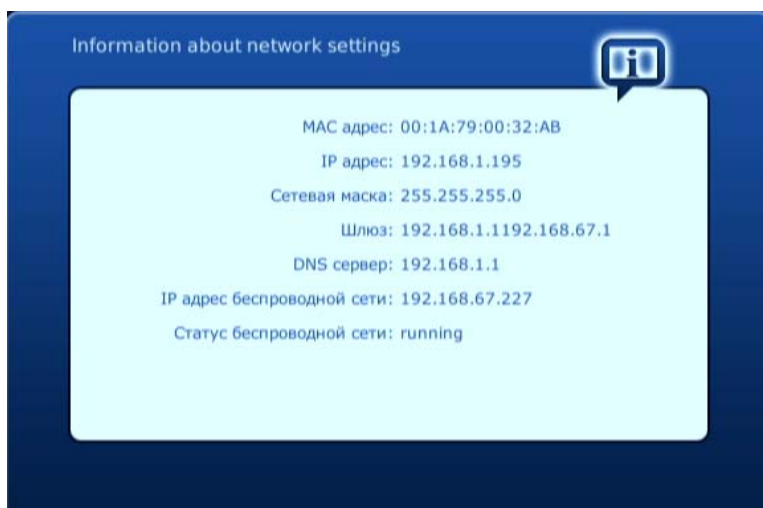 Information about network settings
MAC адрес: 00:1A:79:00:32:AB
IP адрес: 192.168.1.195
Сетевая маска: 255.255.255.0
Шлюз: 192.168.1.1192.168.67.1
DNS сервер: 192.168.1.1
IP адрес беспроводной сети: 192.168.67.227
Статус беспроводной сети: running